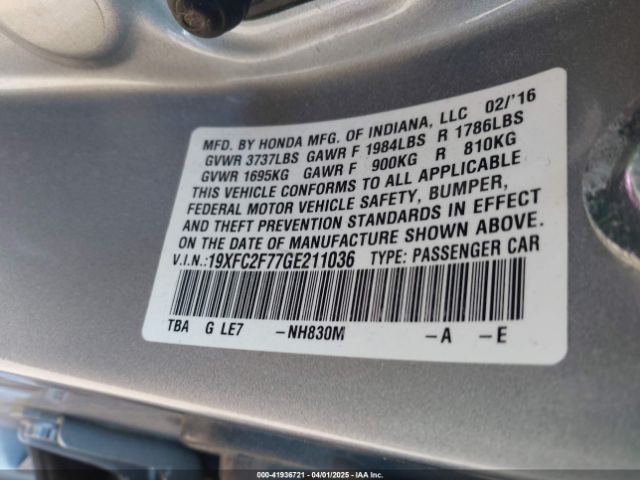 MFD. BY HONDA MFG. OF INDIANA, LLC 02/'16
GVWR 3737LBS GAWR F 1984LBS R 1786LBS
GVWR 1695KG GAWR F 900KG R 810KG
THIS VEHICLE CONFORMS TO ALL APPLICABLE
FEDERAL MOTOR VEHICLE SAFETY, BUMPER,
AND THEFT PREVENTION STANDARDS IN EFFECT
ON THE DATE OF MANUFACTURE SHOWN ABOVE.
V.I.N.:19XFC2F77GE211036 TYPE: PASSENGER CAR
TBA G LE7 -NH830M -A -E
000-41936721 04/01/2025 IAA Inc.